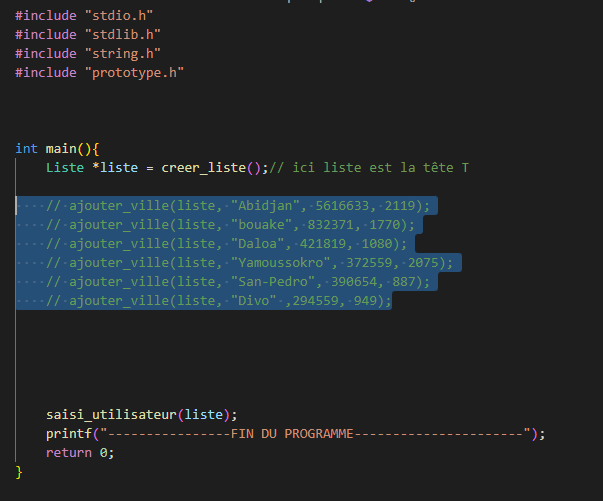 #include "stdio.h"
#include "stdlib.h"
#include "string.h"
#include "prototype.h"
int main(){
Liste *liste = creer_liste();// ici liste est la tête T
// ajouter_ville(liste, "Abidjan", 5616633, 2119);
// ajouter_ville(liste, "bouake", 832371, 1770);
// ajouter_ville(liste, "Daloa", 421819, 1080);
// ajouter_ville(liste, "Yamoussokro", 372559, 2075);
// ajouter_ville(liste, "San-Pedro", 390654, 887);
// ajouter_ville(liste, "Divo" ,294559, 949);
saisi_utilisateur(liste);
printf("----------------FIN DU PROGRAMME----------------------");
return 0;
}